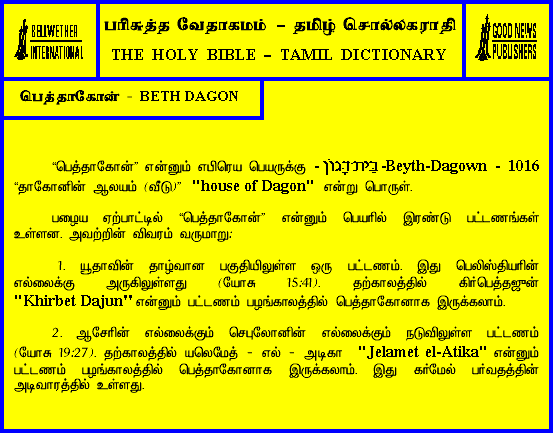 BELLWETHER
INTERNATIONAL
பரிசுத்த வேதாகமம் – தமிழ் சொல்லகராதி
THE HOLY BIBLE – TAMIL DICTIONARY
GOOD NEWS
PUBLISHERS
பெத்தாகோன் - BETH DAGON
“பெத்தாகோன்” என்னும் எபிரெய பெயருக்கு - בֵּית־דָּגוֹן -Beyth-Dagown - 1016
“தாகோனின் ஆலயம் (வீடு)” "house of Dagon" என்று பொருள்.
பழைய ஏற்பாட்டில் “பெத்தாகோன்” என்னும் பெயரில் இரண்டு பட்டணங்கள்
உள்ளன. அவற்றின் விவரம் வருமாறு:
1. யூதாவின் தாழ்வான பகுதியிலுள்ள ஒரு பட்டணம். இது பெலிஸ்தியரின்
எல்லைக்கு அருகிலுள்ளது (யோசு 15:41). தற்காலத்தில் கிர்பெத்தஜுன்
"Khirbet Dajun" என்னும் பட்டணம் பழங்காலத்தில் பெத்தாகோனாக இருக்கலாம்.
2. ஆசேரின் எல்லைக்கும் செபுலோனின் எல்லைக்கும் நடுவிலுள்ள பட்டணம்
(யோசு 19:27). தற்காலத்தில் யலெமேத் - எல் - அடிகா "Jelamet el-Atika" என்னும்
பட்டணம் பழங்காலத்தில் பெத்தாகோனாக இருக்கலாம். இது கர்மேல் பர்வதத்தின்
அடிவாரத்தில் உள்ளது.